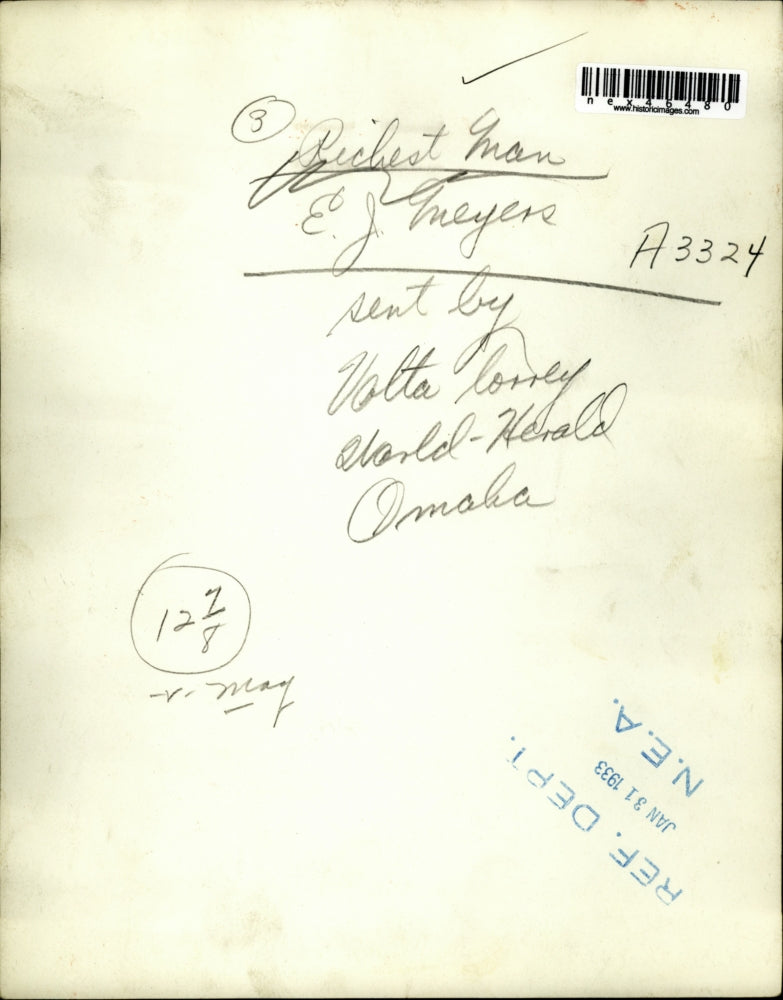 nex46480
www.historicimages.com
3
Richest Man
E. J. Meyers
A3324
sent by
Volta Torrey
World-Herald
Omaha
12 7/8
REF. DEPT.
JAN 31 1933
N.E.A.